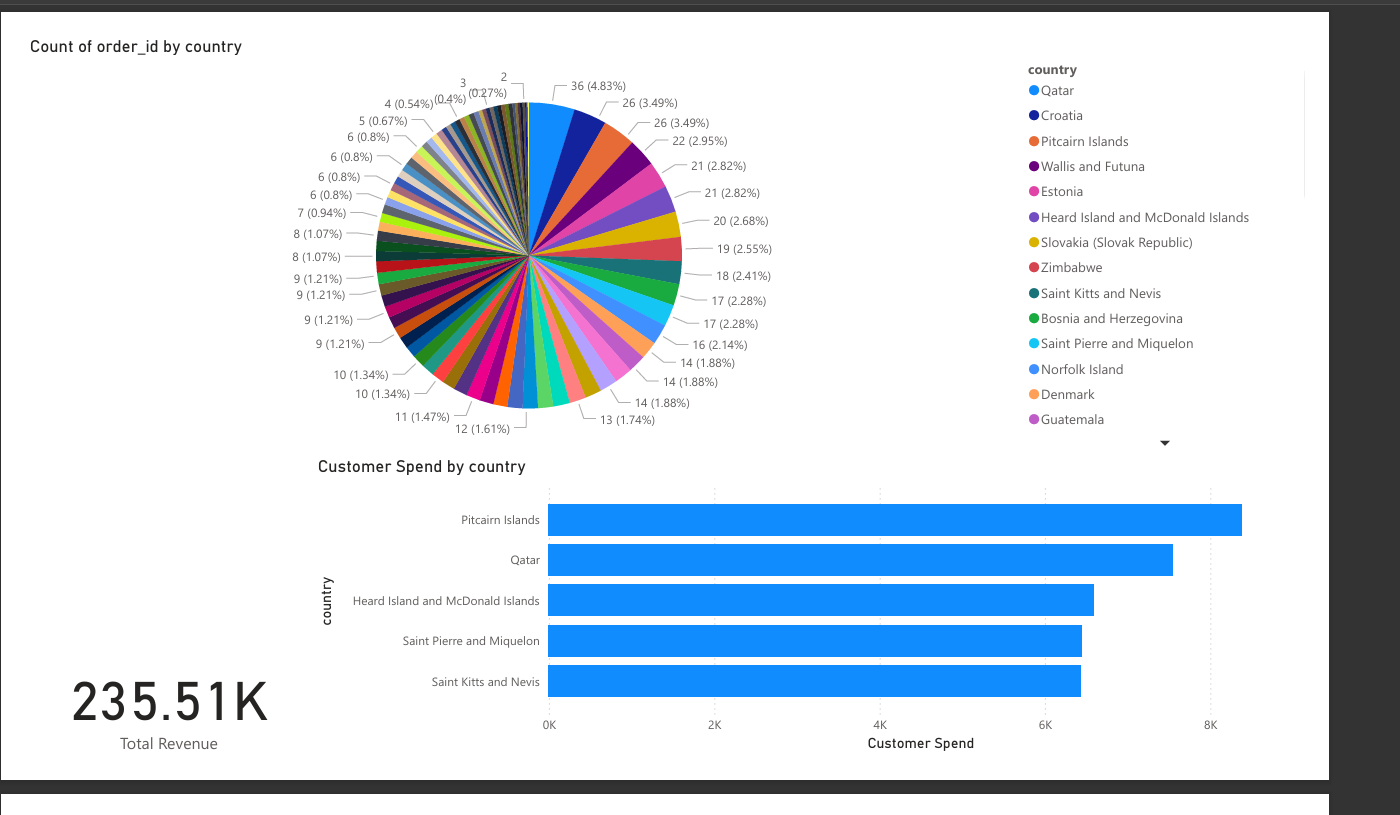 Count of order_id by country
36 (4.83%)
26 (3.49%)
26 (3.49%)
22 (2.95%)
21 (2.82%)
21 (2.82%)
20 (2.68%)
19 (2.55%)
18 (2.41%)
17 (2.28%)
17 (2.28%)
16 (2.14%)
14 (1.88%)
14 (1.88%)
14 (1.88%)
13 (1.74%)
12 (1.61%)
11 (1.47%)
10 (1.34%)
10 (1.34%)
9 (1.21%)
9 (1.21%)
9 (1.21%)
9 (1.21%)
8 (1.07%)
8 (1.07%)
7 (0.94%)
6 (0.8%)
6 (0.8%)
6 (0.8%)
6 (0.8%)
5 (0.67%)
4 (0.54%)
3
(0.4%)
2
(0.27%)
country
Qatar
Croatia
Pitcairn Islands
Wallis and Futuna
Estonia
Heard Island and McDonald Islands
Slovakia (Slovak Republic)
Zimbabwe
Saint Kitts and Nevis
Bosnia and Herzegovina
Saint Pierre and Miquelon
Norfolk Island
Denmark
Guatemala
Customer Spend by country
country
Pitcairn Islands
Qatar
Heard Island and McDonald Islands
Saint Pierre and Miquelon
Saint Kitts and Nevis
0K 2K 4K 6K 8K
Customer Spend
235.51K
Total Revenue